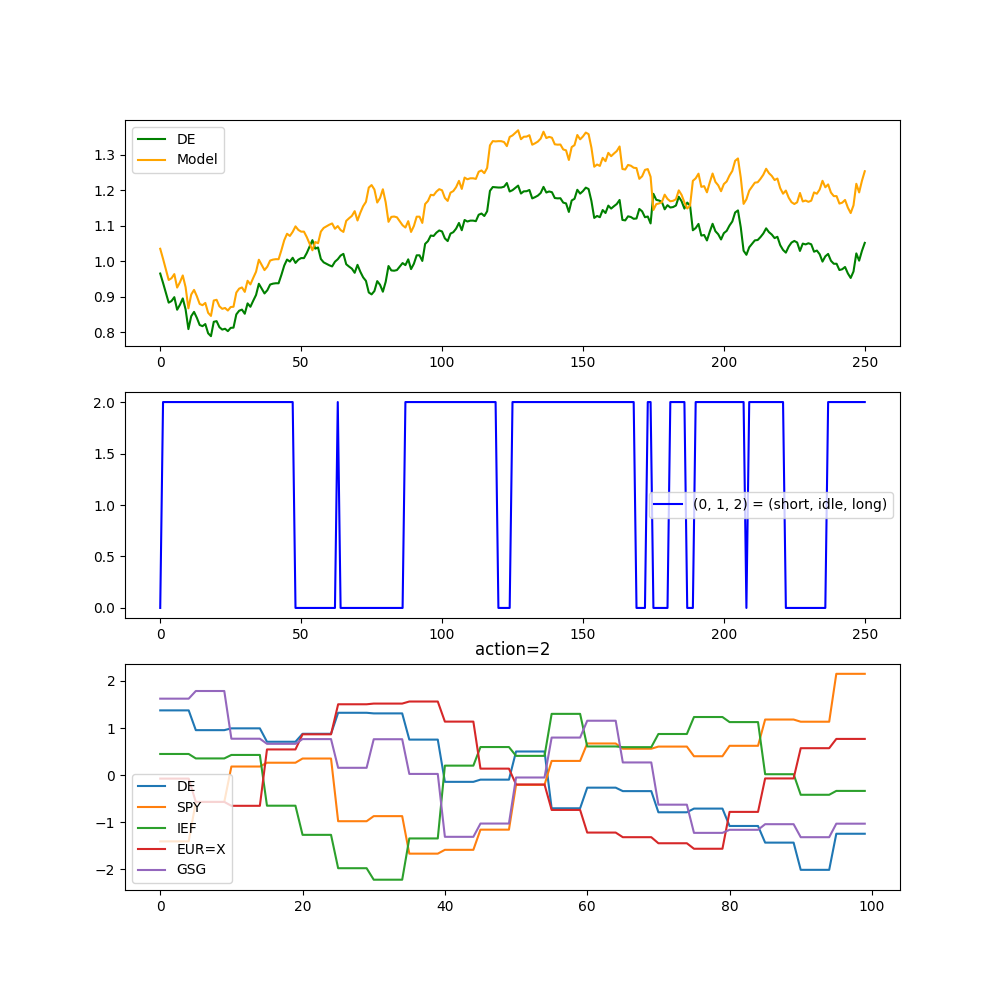 DE
Model
1.3
1.2
1.1
1.0
0.9
0.8
0 50 100 150 200 250
2.0
1.5
1.0
0.5
0.0
(0, 1, 2) = (short, idle, long)
0 50 100 150 200 250
action=2
2
1
0
−1
−2
DE
SPY
IEF
EUR=X
GSG
0 20 40 60 80 100